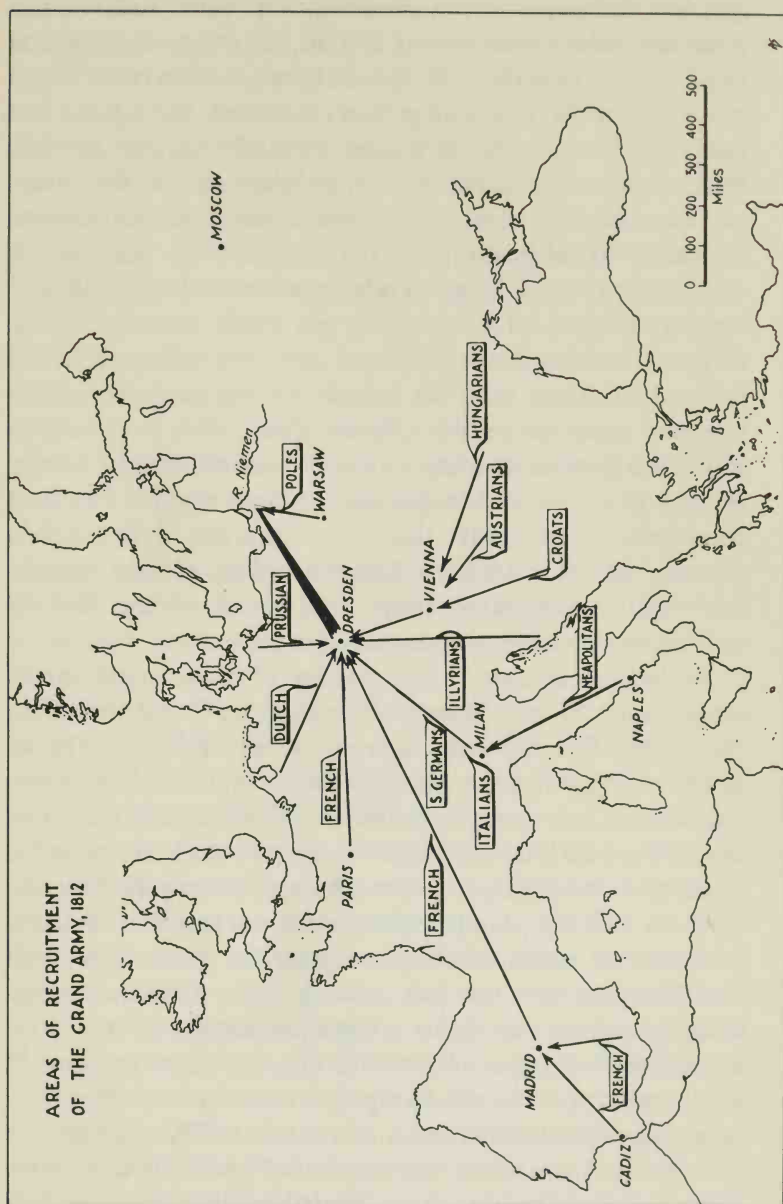 AREAS OF RECRUITMENT
OF THE GRAND ARMY, 1812
MOSCOW
R. Niemen
POLES
WARSAW
PRUSSIAN
DRESDEN
DUTCH
FRENCH
PARIS
HUNGARIANS
AUSTRIANS
VIENNA
CROATS
ILLYRIANS
S GERMANS
MILAN
ITALIANS
NEAPOLITANS
NAPLES
FRENCH
MADRID
FRENCH
CADIZ
0 100 200 300 400 500
Miles